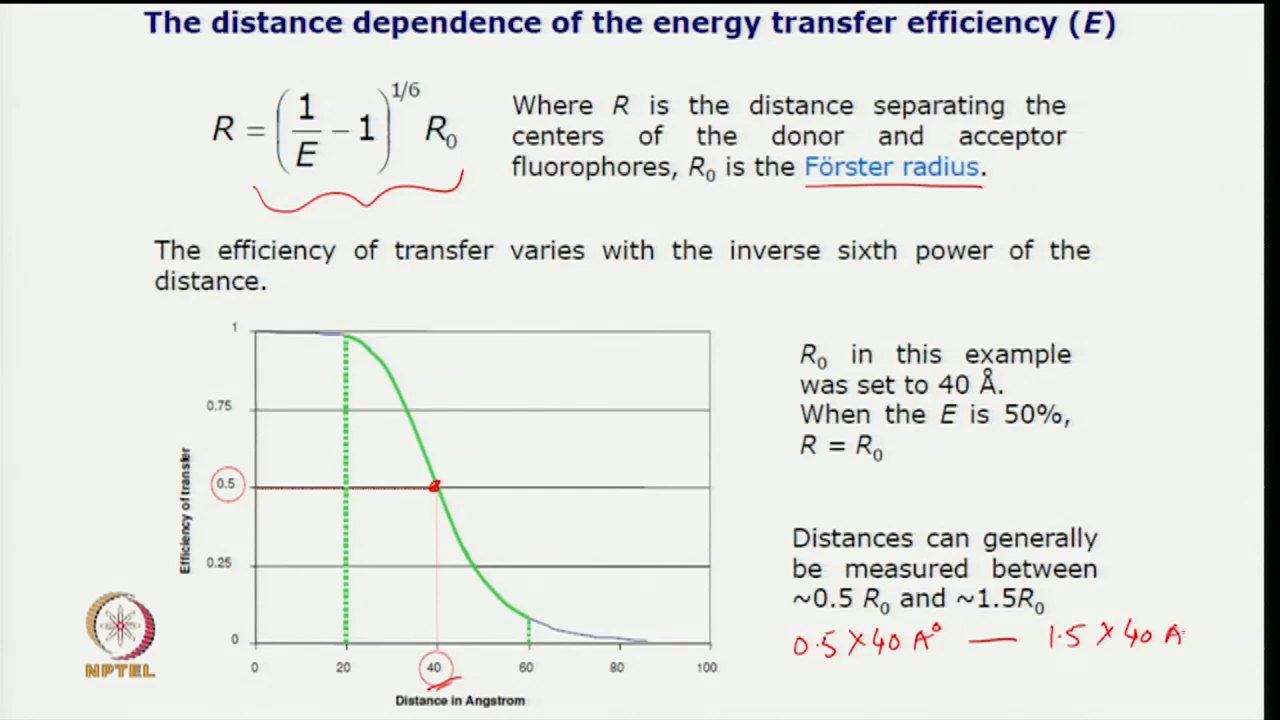 The distance dependence of the energy transfer efficiency (E)
R = (1/E − 1)^1/6 R₀
Where R is the distance separating the
centers of the donor and acceptor
fluorophores, R₀ is the Förster radius.
The efficiency of transfer varies with the inverse sixth power of the
distance.
1
0.75
0.5
0.25
0
Efficiency of transfer
0 20 40 60 80 100
Distance in Angstrom
R₀ in this example
was set to 40 Å.
When the E is 50%,
R = R₀
Distances can generally
be measured between
~0.5 R₀ and ~1.5R₀
0.5 × 40 A° — 1.5 × 40 A
NPTEL